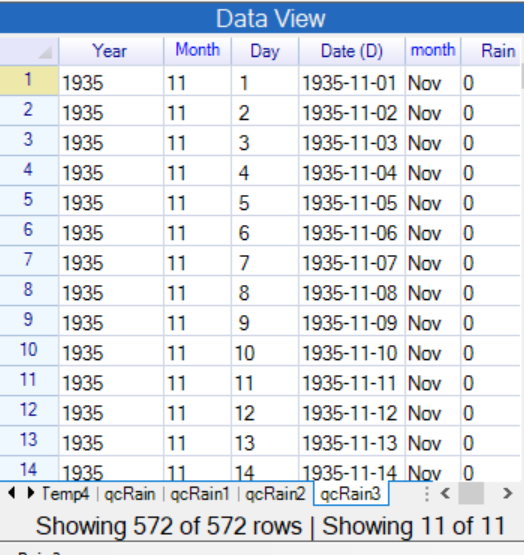 Data View
Year Month Day Date (D) month Rain
1 1935 11 1 1935-11-01 Nov 0
2 1935 11 2 1935-11-02 Nov 0
3 1935 11 3 1935-11-03 Nov 0
4 1935 11 4 1935-11-04 Nov 0
5 1935 11 5 1935-11-05 Nov 0
6 1935 11 6 1935-11-06 Nov 0
7 1935 11 7 1935-11-07 Nov 0
8 1935 11 8 1935-11-08 Nov 0
9 1935 11 9 1935-11-09 Nov 0
10 1935 11 10 1935-11-10 Nov 0
11 1935 11 11 1935-11-11 Nov 0
12 1935 11 12 1935-11-12 Nov 0
13 1935 11 13 1935-11-13 Nov 0
14 1935 11 14 1935-11-14 Nov 0
Temp4 | qcRain | qcRain1 | qcRain2 | qcRain3
Showing 572 of 572 rows | Showing 11 of 11